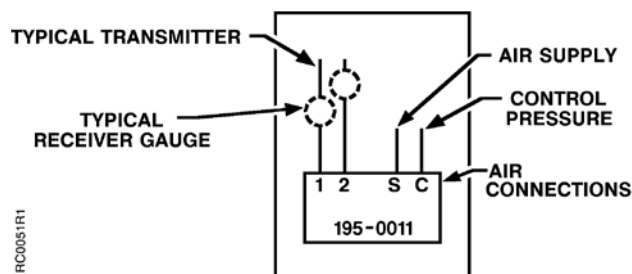 TYPICAL TRANSMITTER
AIR SUPPLY
TYPICAL
RECEIVER GAUGE
CONTROL
PRESSURE
1 2 S C
AIR
CONNECTIONS
195-0011
RC0051R1